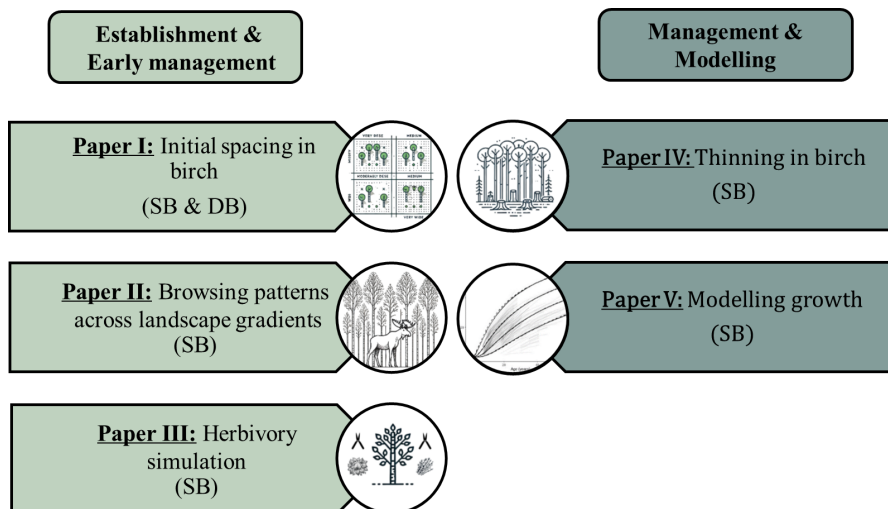 Establishment &
Early management
Paper I: Initial spacing in
birch
(SB & DB)
Paper II: Browsing patterns
across landscape gradients
(SB)
Paper III: Herbivory
simulation
(SB)
Management &
Modelling
Paper IV: Thinning in birch
(SB)
Paper V: Modelling growth
(SB)